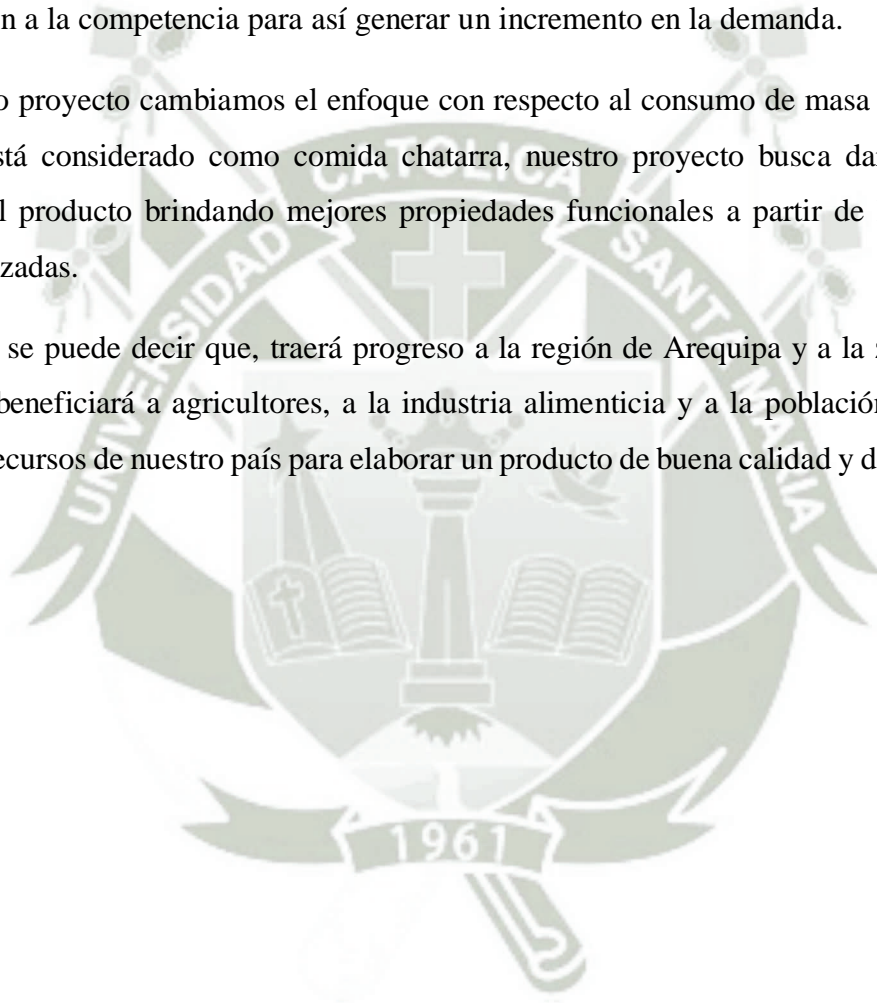 n a la competencia para así generar un incremento en la demanda.
o proyecto cambiamos el enfoque con respecto al consumo de masa
stá considerado como comida chatarra, nuestro proyecto busca da
l producto brindando mejores propiedades funcionales a partir de
zadas.
se puede decir que, traerá progreso a la región de Arequipa y a la
beneficiará a agricultores, a la industria alimenticia y a la población
ecursos de nuestro país para elaborar un producto de buena calidad y d
UNIVERSIDAD CATOLICA SANTA MARIA
1961